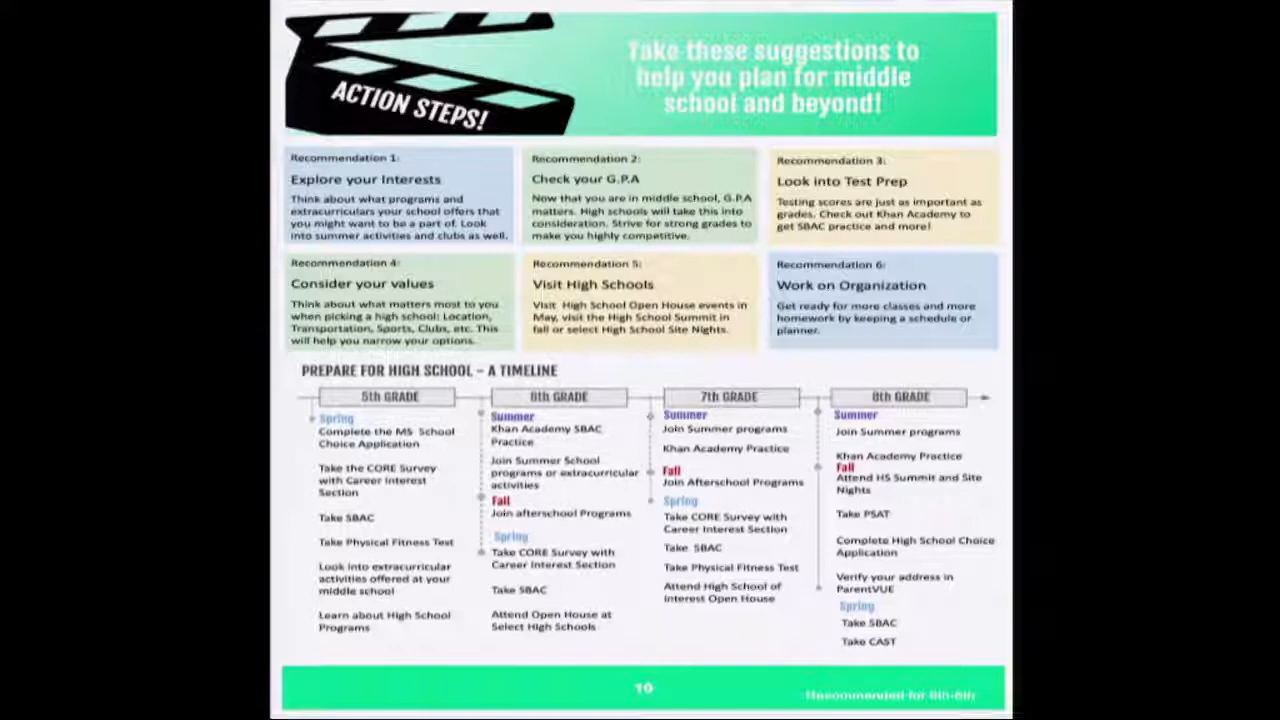 ACTION STEPS!
Take these suggestions to
help you plan for middle
school and beyond!
Recommendation 1:
Explore your Interests
Think about what programs and
extracurriculars your school offers that
you might want to be a part of. Look
into summer activities and clubs as well.
Recommendation 2:
Check your G.P.A
Now that you are in middle school, G.P.A
matters. High schools will take this into
consideration. Strive for strong grades to
make you highly competitive.
Recommendation 3:
Look into Test Prep
Testing scores are just as important as
grades. Check out Khan Academy to
get SBAC practice and more!
Recommendation 4:
Consider your values
Think about what matters most to you
when picking a high school: Location,
Transportation, Sports, Clubs, etc. This
will help you narrow your options.
Recommendation 5:
Visit High Schools
Visit High School Open House events in
May, visit the High School Summit in
fall or select High School Site Nights.
Recommendation 6:
Work on Organization
Get ready for more classes and more
homework by keeping a schedule or
planner.
PREPARE FOR HIGH SCHOOL – A TIMELINE
5th GRADE
Spring
Complete the MS School
Choice Application
Take the CORE Survey
with Career Interest
Section
Take SBAC
Take Physical Fitness Test
Look into extracurricular
activities offered at your
middle school
Learn about High School
Programs
6th GRADE
Summer
Khan Academy SBAC
Practice
Join Summer School
programs or extracurricular
activities
Fall
Join afterschool Programs
Spring
Take CORE Survey with
Career Interest Section
Take SBAC
Attend Open House at
Select High Schools
7th GRADE
Summer
Join Summer programs
Khan Academy Practice
Fall
Join Afterschool Programs
Spring
Take CORE Survey with
Career Interest Section
Take SBAC
Take Physical Fitness Test
Attend High School of
Interest Open House
8th GRADE
Summer
Join Summer programs
Khan Academy Practice
Fall
Attend HS Summit and Site
Nights
Take PSAT
Complete High School Choice
Application
Verify your address in
ParentVUE
Spring
Take SBAC
Take CAST
10
Recommended for